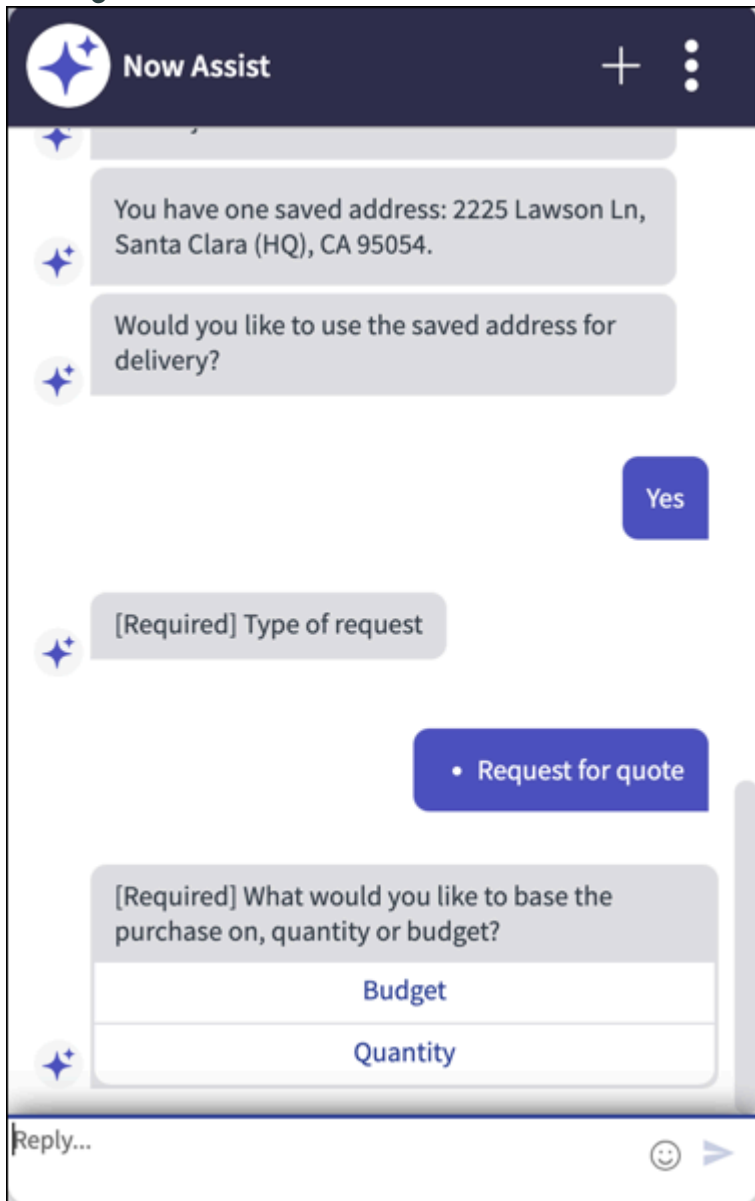 Now Assist
You have one saved address: 2225 Lawson Ln,
Santa Clara (HQ), CA 95054.
Would you like to use the saved address for
delivery?
Yes
[Required] Type of request
• Request for quote
[Required] What would you like to base the
purchase on, quantity or budget?
Budget
Quantity
Reply...